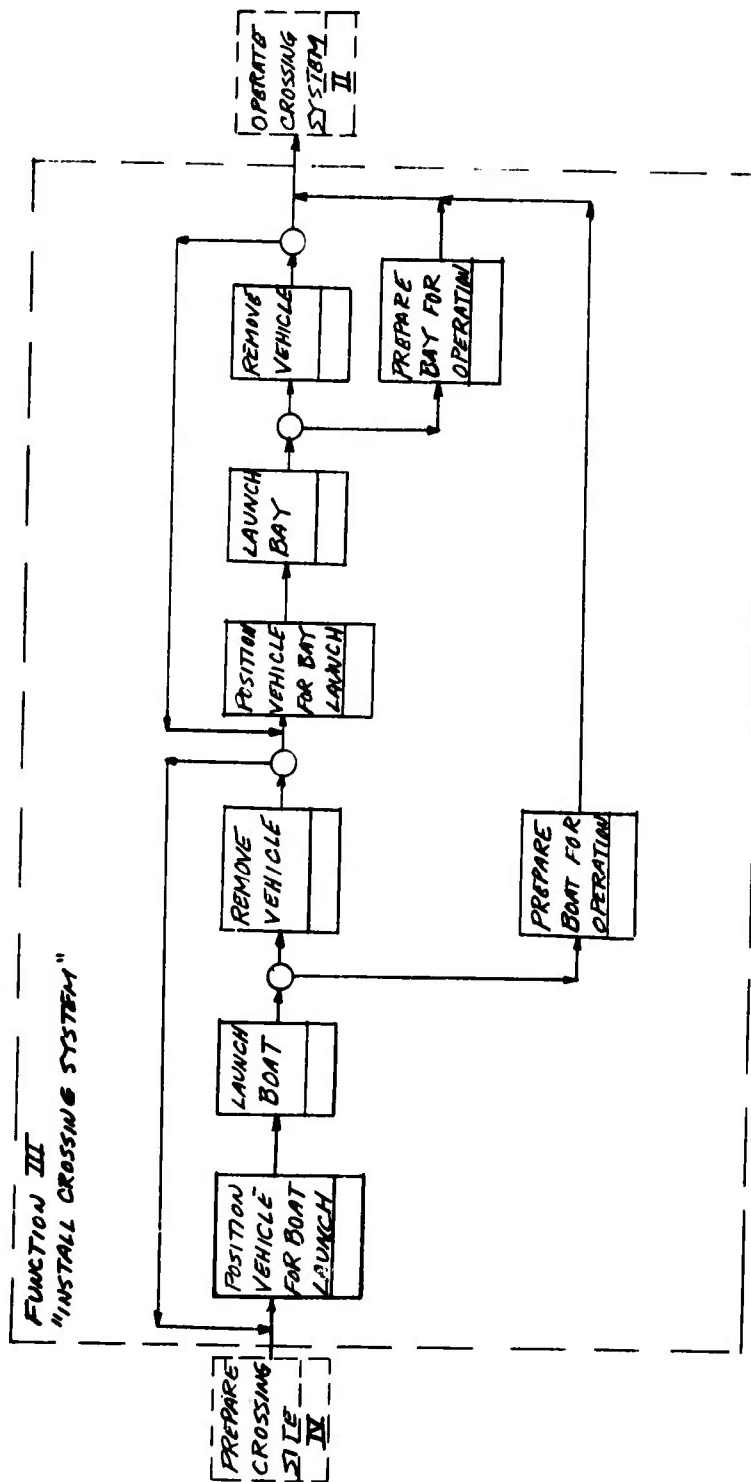 FUNCTION III
"INSTALL CROSSING SYSTEM"
PREPARE
CROSSING
SITE
IV
POSITION
VEHICLE
FOR BOAT
LAUNCH
LAUNCH
BOAT
REMOVE
VEHICLE
PREPARE
BOAT FOR
OPERATION
POSITION
VEHICLE
FOR BAY
LAUNCH
LAUNCH
BAY
REMOVE
VEHICLE
PREPARE
BAY FOR
OPERATION
OPERATE
CROSSING
SYSTEM
II